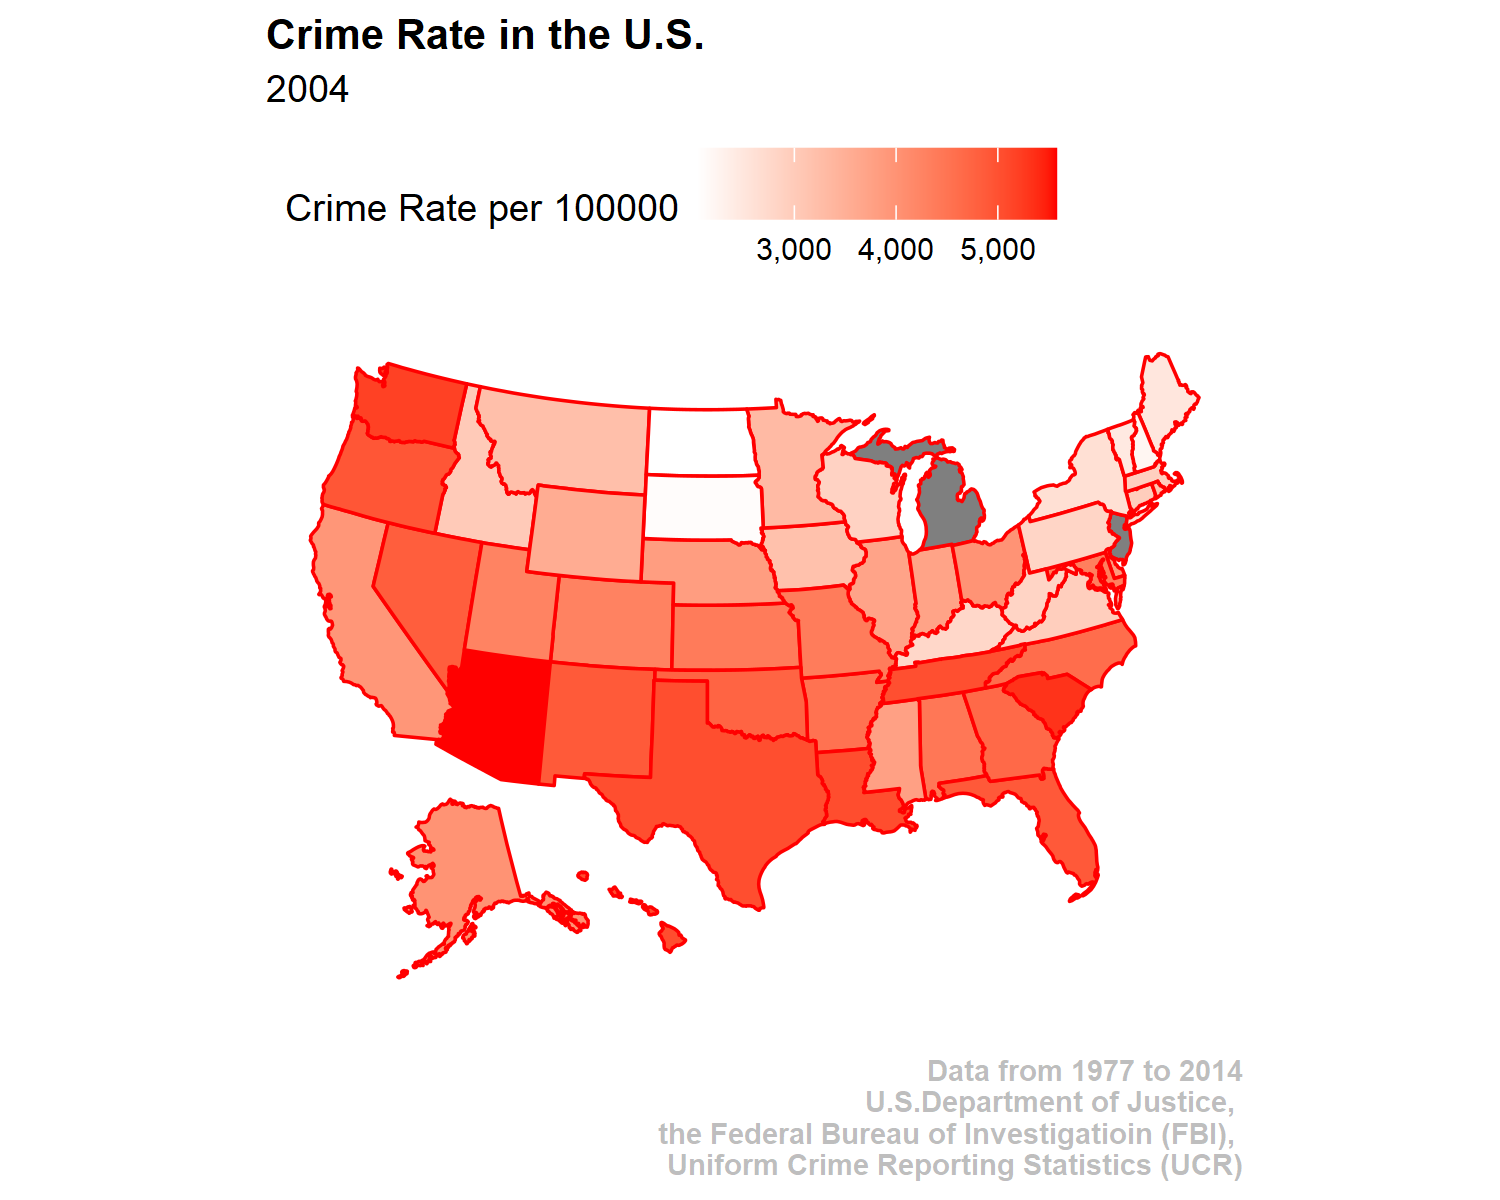 Crime Rate in the U.S.
2004
Crime Rate per 100000
3,000 4,000 5,000
Data from 1977 to 2014
U.S.Department of Justice,
the Federal Bureau of Investigatioin (FBI),
Uniform Crime Reporting Statistics (UCR)